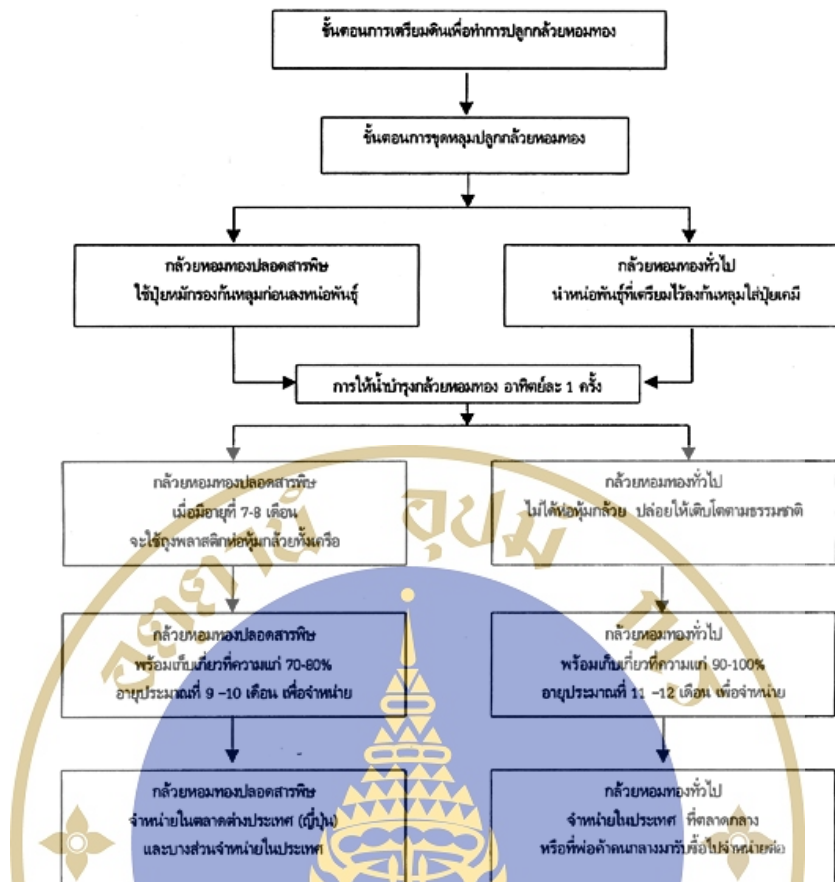 ขั้นตอนการเตรียมดินเพื่อทำการปลูกกล้วยหอมทอง
ขั้นตอนการขุดหลุมปลูกกล้วยหอมทอง
กล้วยหอมทองปลอดสารพิษ
ใช้ปุ๋ยหมักรองก้นหลุมก่อนลงหน่อพันธุ์
กล้วยหอมทองทั่วไป
นำหน่อพันธุ์ที่เตรียมไว้ลงก้นหลุมใส่ปุ๋ยเคมี
การให้น้ำบำรุงกล้วยหอมทอง อาทิตย์ละ 1 ครั้ง
กล้วยหอมทองปลอดสารพิษ
เมื่อมีอายุที่ 7-8 เดือน
จะใช้ถุงพลาสติกห่อหุ้มกล้วยทั้งเครือ
กล้วยหอมทองทั่วไป
ไม่ได้ห่อหุ้มกล้วย ปล่อยให้เติบโตตามธรรมชาติ
กล้วยหอมทองปลอดสารพิษ
พร้อมเก็บเกี่ยวที่ความแก่ 70-80%
อายุประมาณที่ 9 –10 เดือน เพื่อจำหน่าย
กล้วยหอมทองทั่วไป
พร้อมเก็บเกี่ยวที่ความแก่ 90-100%
อายุประมาณที่ 11 –12 เดือน เพื่อจำหน่าย
กล้วยหอมทองปลอดสารพิษ
จำหน่ายในตลาดต่างประเทศ (ญี่ปุ่น)
และบางส่วนจำหน่ายในประเทศ
กล้วยหอมทองทั่วไป
จำหน่ายในประเทศ ที่ตลาดกลาง
หรือที่พ่อค้าคนกลางมารับซื้อไปจำหน่ายต่อ